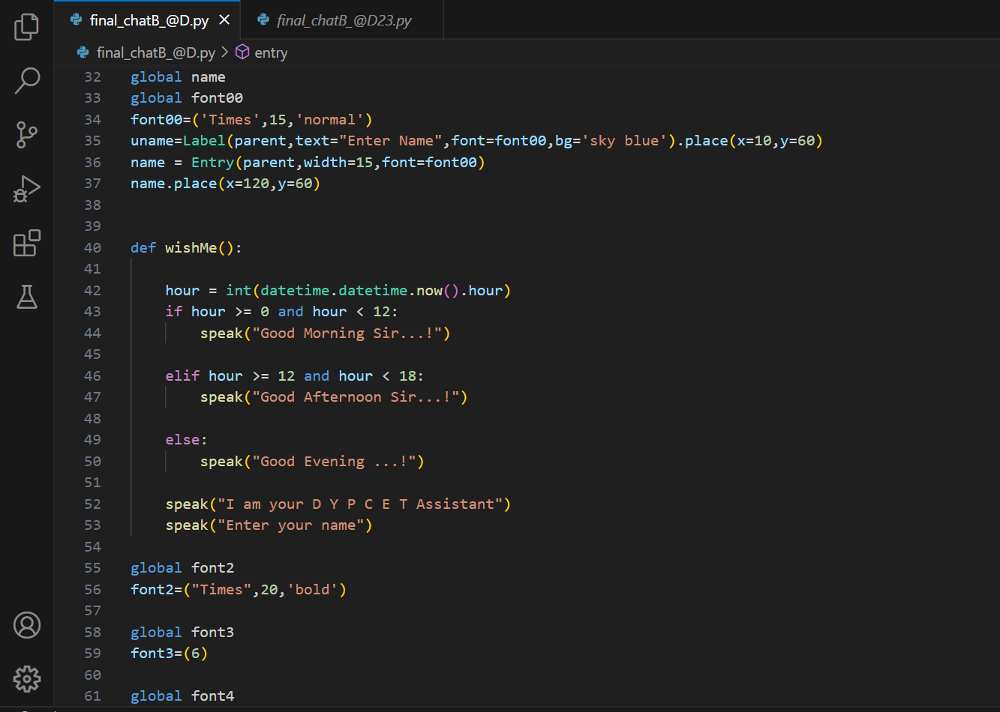 final_chatB_@D.py
final_chatB_@D23.py
final_chatB_@D.py > entry
32 global name
33 global font00
34 font00=('Times',15,'normal')
35 uname=Label(parent,text="Enter Name",font=font00,bg='sky blue').place(x=10,y=60)
36 name = Entry(parent,width=15,font=font00)
37 name.place(x=120,y=60)
38
39
40 def wishMe():
41
42 hour = int(datetime.datetime.now().hour)
43 if hour >= 0 and hour < 12:
44 speak("Good Morning Sir...!")
45
46 elif hour >= 12 and hour < 18:
47 speak("Good Afternoon Sir...!")
48
49 else:
50 speak("Good Evening ...!")
51
52 speak("I am your D Y P C E T Assistant")
53 speak("Enter your name")
54
55 global font2
56 font2=("Times",20,'bold')
57
58 global font3
59 font3=(6)
60
61 global font4